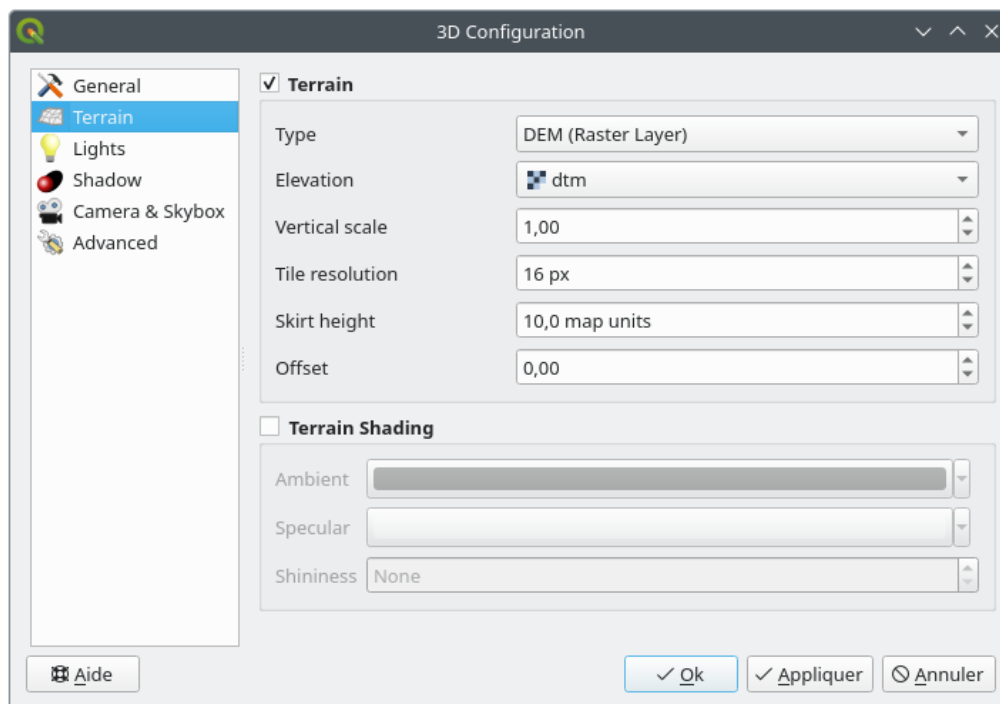 3D Configuration
General
Terrain
Lights
Shadow
Camera & Skybox
Advanced
Terrain
Type DEM (Raster Layer)
Elevation dtm
Vertical scale 1,00
Tile resolution 16 px
Skirt height 10,0 map units
Offset 0,00
Terrain Shading
Ambient
Specular
Shininess None
Aide Ok Appliquer Annuler